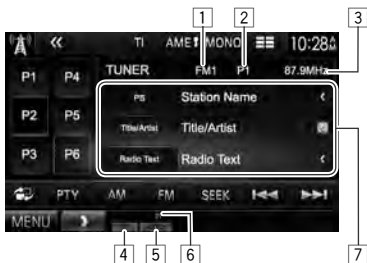 1 2 3
« TI AME MONO 10:28
TUNER FM1 P1 87.9MHz
P1 P4
PS Station Name
P2 P5
Title/Artist Title/Artist
P3 P6
Radio Text Radio Text
PTY AM FM SEEK
MENU
4 5 6 7